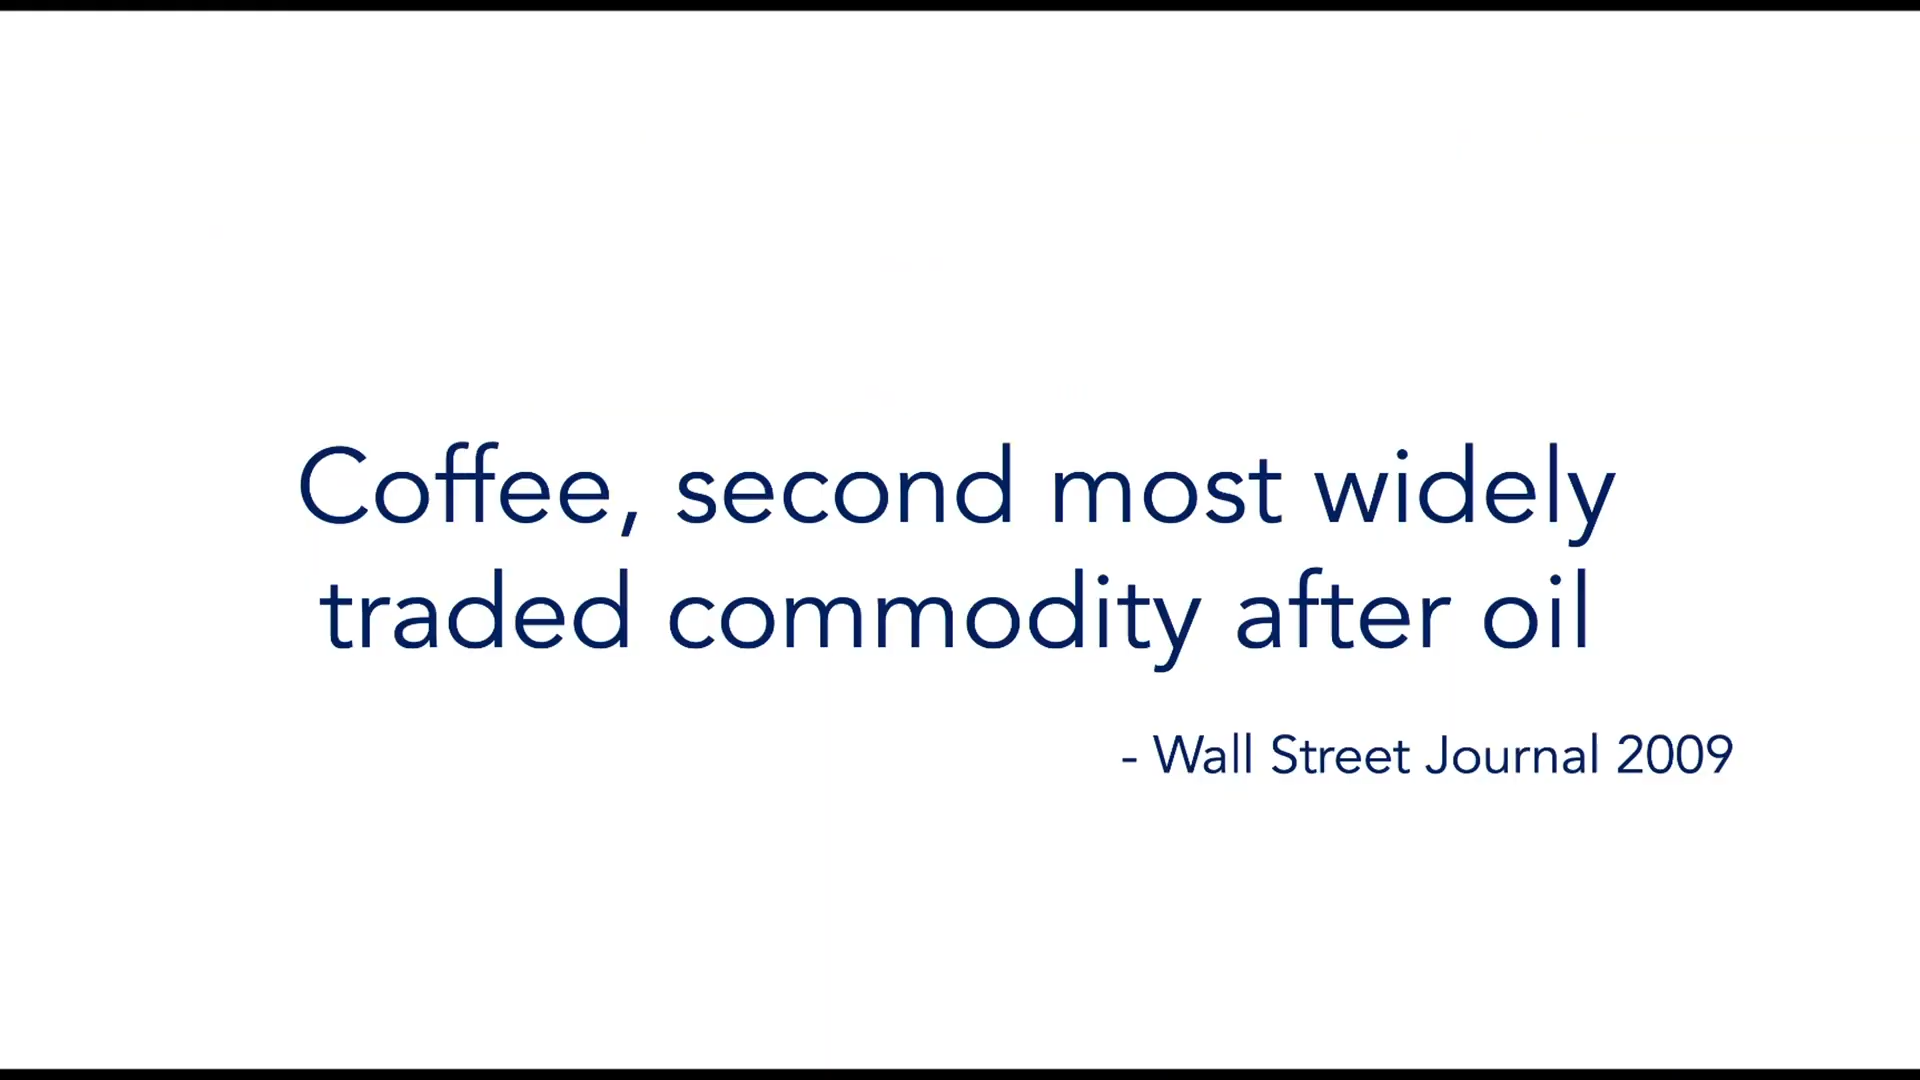 Coffee, second most widely
traded commodity after oil
- Wall Street Journal 2009